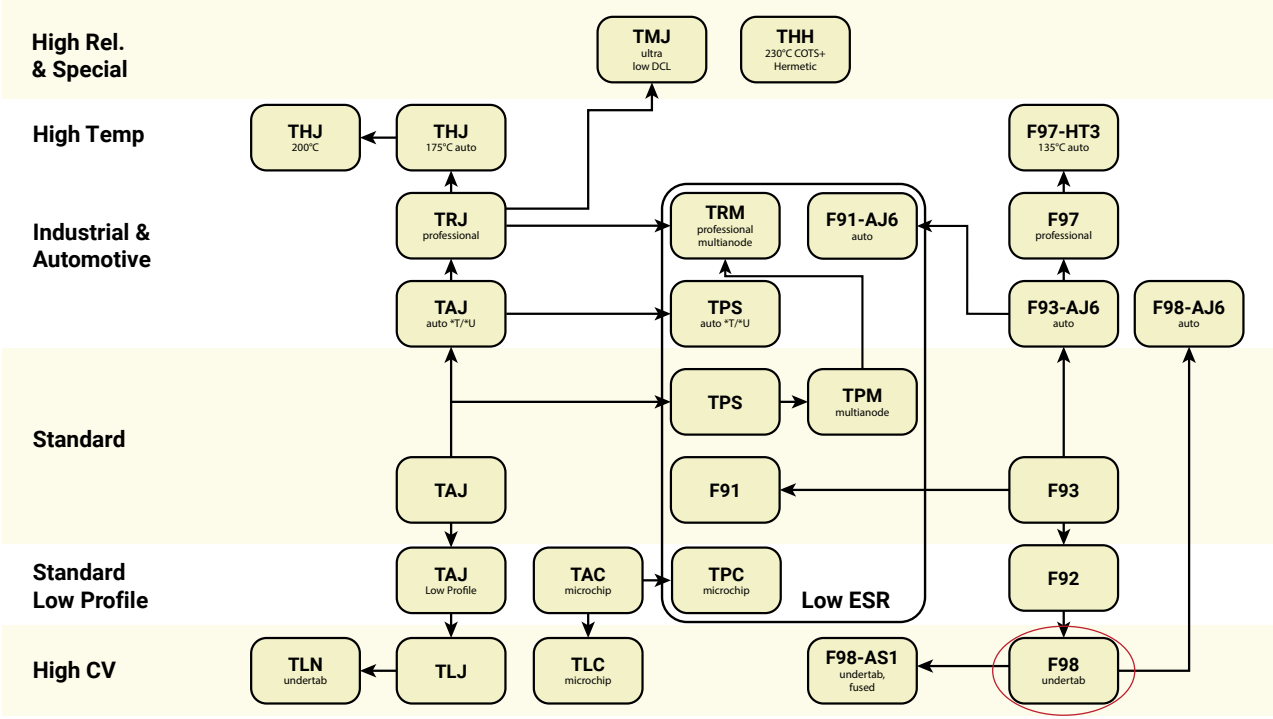 High Rel.
& Special
TMJ
ultra
low DCL
THH
230°C COTS+
Hermetic
High Temp
THJ
200°C
THJ
175°C auto
F97-HT3
135°C auto
Industrial &
Automotive
TRJ
professional
TRM
professional
multianode
F91-AJ6
auto
F97
professional
TAJ
auto *T/*U
TPS
auto *T/*U
F93-AJ6
auto
F98-AJ6
auto
Standard
TPS
TPM
multianode
TAJ
F91
F93
Standard
Low Profile
TAJ
Low Profile
TAC
microchip
TPC
microchip
Low ESR
F92
High CV
TLN
undertab
TLJ
TLC
microchip
F98-AS1
undertab,
fused
F98
undertab